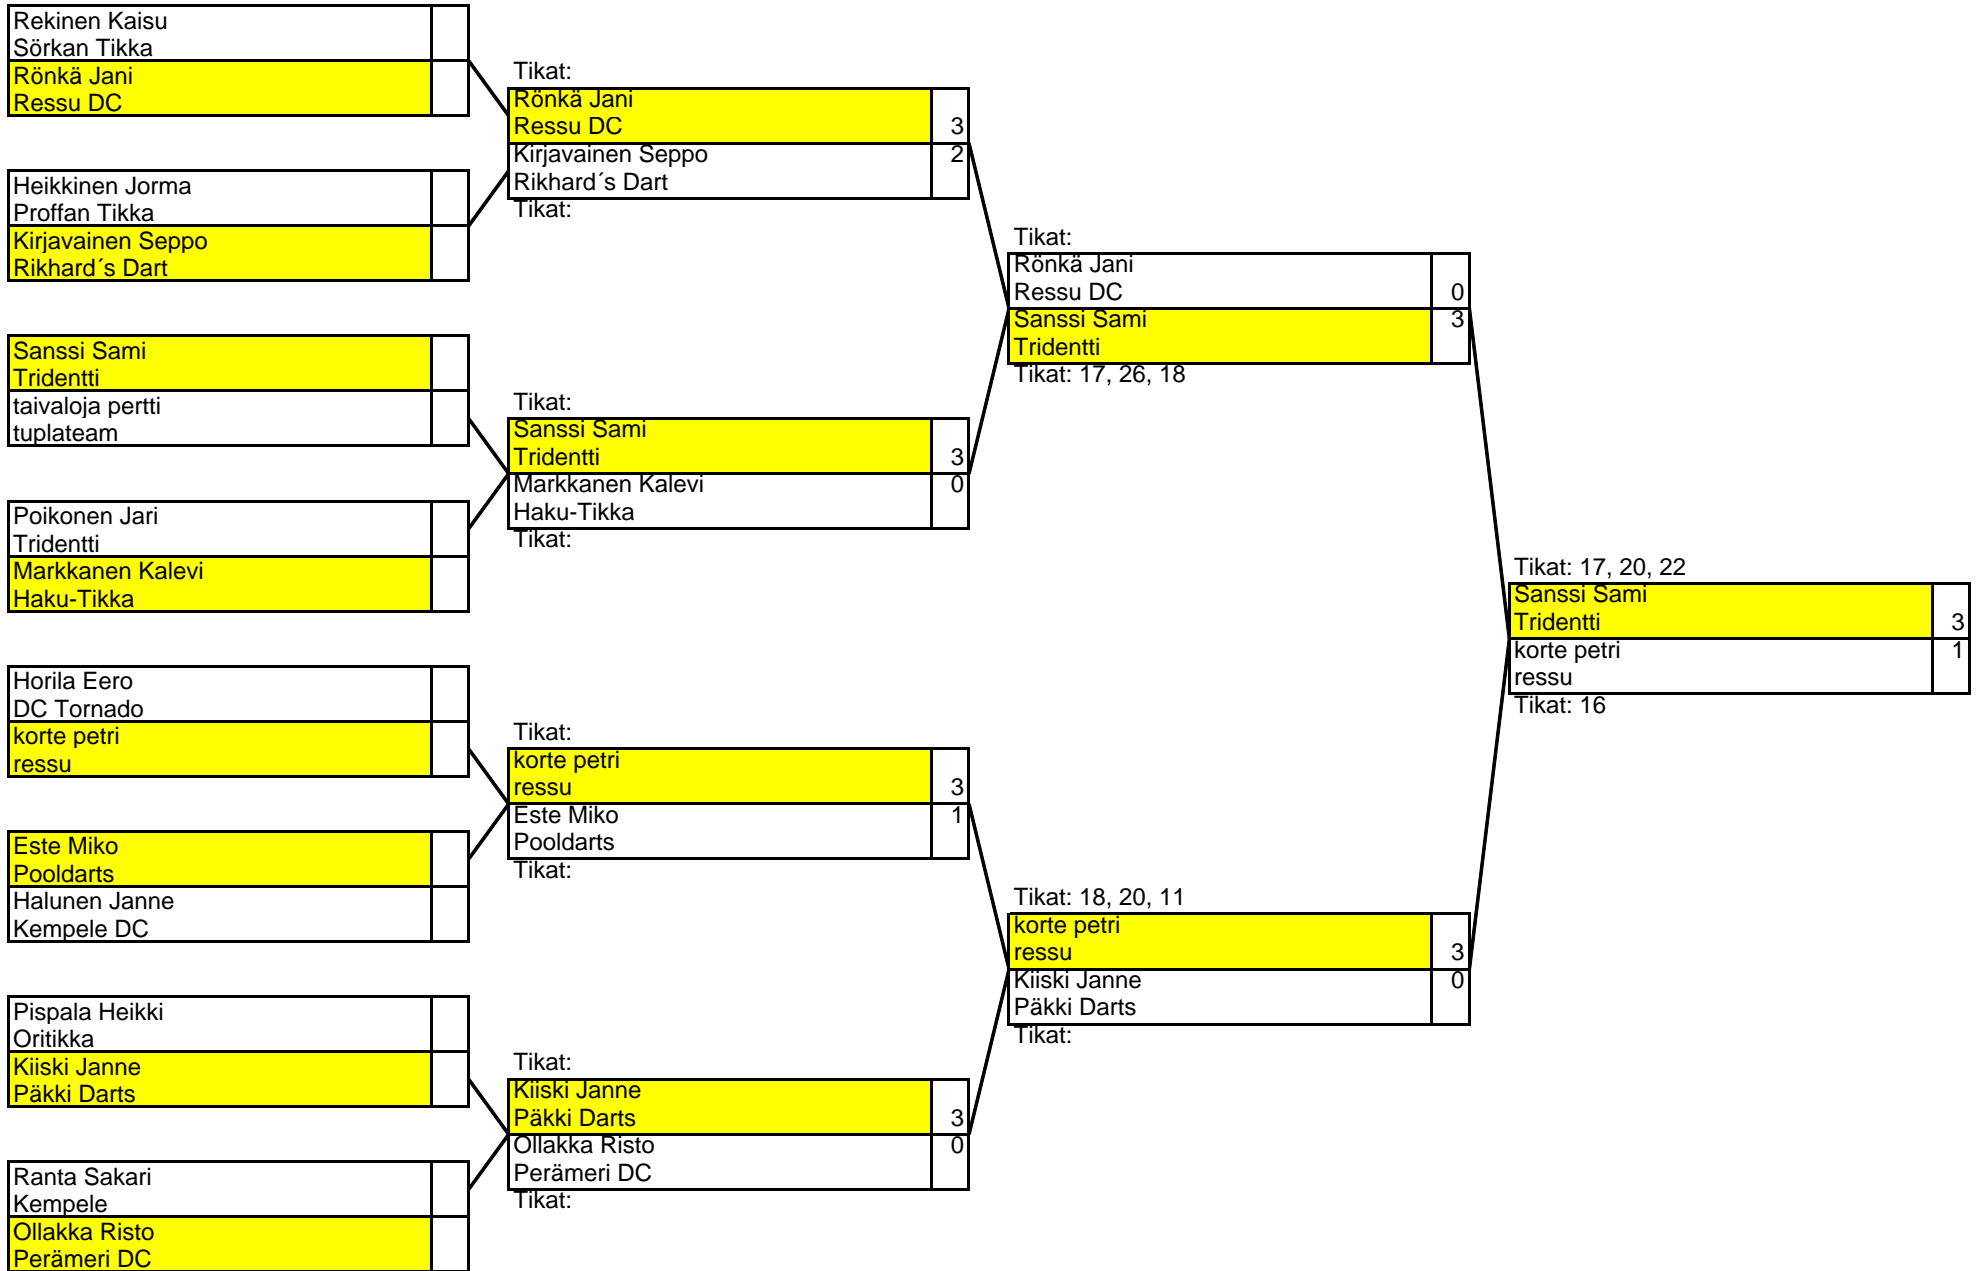 Rekinen Kaisu
Sörkan Tikka
Rönkä Jani
Ressu DC
Heikkinen Jorma
Proffan Tikka
Kirjavainen Seppo
Rikhard´s Dart
Sanssi Sami
Tridentti
taivaloja pertti
tuplateam
Poikonen Jari
Tridentti
Markkanen Kalevi
Haku-Tikka
Horila Eero
DC Tornado
korte petri
ressu
Este Miko
Pooldarts
Halunen Janne
Kempele DC
Pispala Heikki
Oritikka
Kiiski Janne
Päkki Darts
Ranta Sakari
Kempele
Ollakka Risto
Perämeri DC
Tikat:
Rönkä Jani
Ressu DC 3
Kirjavainen Seppo 2
Rikhard´s Dart
Tikat:
Tikat:
Sanssi Sami
Tridentti 3
Markkanen Kalevi 0
Haku-Tikka
Tikat:
Tikat:
korte petri
ressu 3
Este Miko 1
Pooldarts
Tikat:
Tikat:
Kiiski Janne
Päkki Darts 3
Ollakka Risto 0
Perämeri DC
Tikat:
Tikat:
Rönkä Jani
Ressu DC 0
Sanssi Sami 3
Tridentti
Tikat: 17, 26, 18
Tikat: 18, 20, 11
korte petri
ressu 3
Kiiski Janne 0
Päkki Darts
Tikat:
Tikat: 17, 20, 22
Sanssi Sami
Tridentti 3
korte petri 1
ressu
Tikat: 16